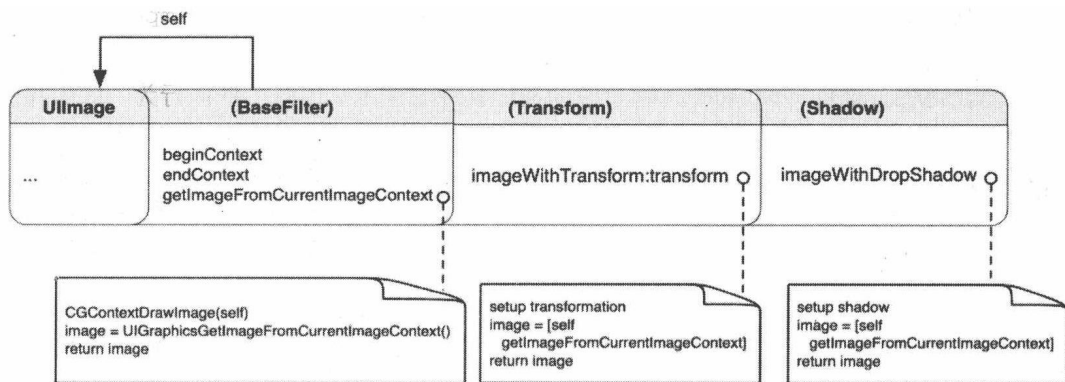 self
UIImage
(BaseFilter)
(Transform)
(Shadow)
...
beginContext
endContext
getImageFromCurrentImageContext
imageWithTransform:transform
imageWithDropShadow
CGContextDrawImage(self)
image = UIGraphicsGetImageFromCurrentImageContext()
return image
setup transformation
image = [self
getImageFromCurrentImageContext]
return image
setup shadow
image = [self
getImageFromCurrentImageContext]
return image